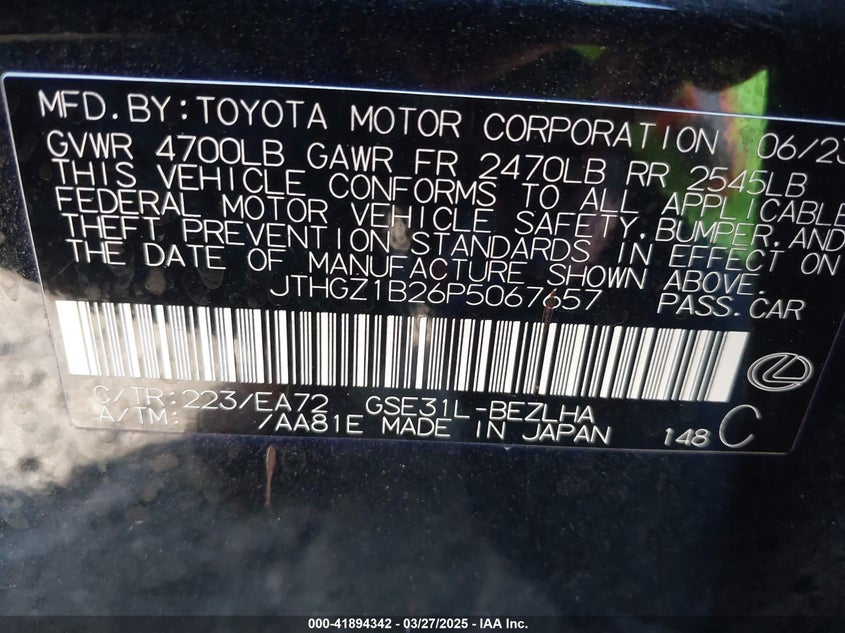 MFD.BY:TOYOTA MOTOR CORPORATION 06/23
GVWR 4700LB GAWR FR 2470LB RR 2545LB
THIS VEHICLE CONFORMS TO ALL APPLICABLE
FEDERAL MOTOR VEHICLE SAFETY,BUMPER,AND
THEFT PREVENTION STANDARDS IN EFFECT ON
THE DATE OF MANUFACTURE SHOWN ABOVE.
JTHGZ1B26P5067657 PASS.CAR
C/TR:223/EA72 GSE31L-BEZLHA
A/TM: /AA81E MADE IN JAPAN 148 C
000-41894342 — 03/27/2025 — IAA Inc.